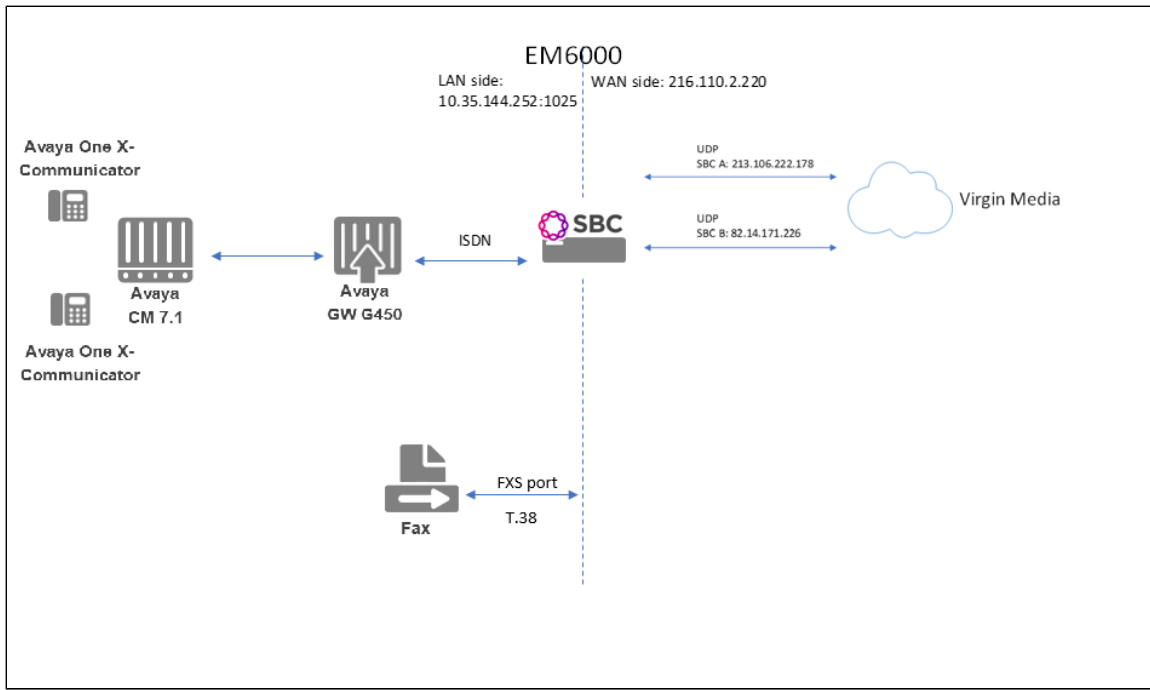 EM6000
LAN side:
10.35.144.252:1025
WAN side: 216.110.2.220
Avaya One X-
Communicator
UDP
SBC A: 213.106.222.178
Virgin Media
SBC
UDP
SBC B: 82.14.171.226
ISDN
Avaya
CM 7.1
Avaya
GW G450
Avaya One X-
Communicator
FXS port
T.38
Fax